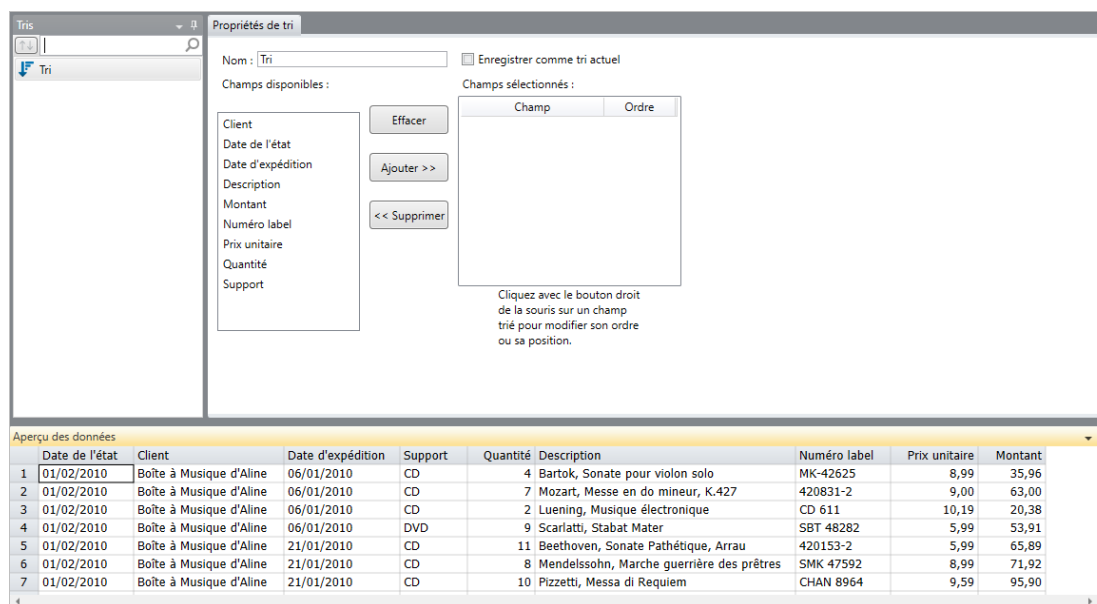 Tris
Propriétés de tri
Tri
Nom : Tri
Enregistrer comme tri actuel
Champs disponibles :
Champs sélectionnés :
Client
Date de l'état
Date d'expédition
Description
Montant
Numéro label
Prix unitaire
Quantité
Support
Effacer
Ajouter >>
<< Supprimer
Champ Ordre
Cliquez avec le bouton droit
de la souris sur un champ
trié pour modifier son ordre
ou sa position.
Aperçu des données
Date de l'état Client Date d'expédition Support Quantité Description Numéro label Prix unitaire Montant
1 01/02/2010 Boîte à Musique d'Aline 06/01/2010 CD 4 Bartok, Sonate pour violon solo MK-42625 8,99 35,96
2 01/02/2010 Boîte à Musique d'Aline 06/01/2010 CD 7 Mozart, Messe en do mineur, K.427 420831-2 9,00 63,00
3 01/02/2010 Boîte à Musique d'Aline 06/01/2010 CD 2 Luening, Musique électronique CD 611 10,19 20,38
4 01/02/2010 Boîte à Musique d'Aline 06/01/2010 DVD 9 Scarlatti, Stabat Mater SBT 48282 5,99 53,91
5 01/02/2010 Boîte à Musique d'Aline 21/01/2010 CD 11 Beethoven, Sonate Pathétique, Arrau 420153-2 5,99 65,89
6 01/02/2010 Boîte à Musique d'Aline 21/01/2010 CD 8 Mendelssohn, Marche guerrière des prêtres SMK 47592 8,99 71,92
7 01/02/2010 Boîte à Musique d'Aline 21/01/2010 CD 10 Pizzetti, Messa di Requiem CHAN 8964 9,59 95,90